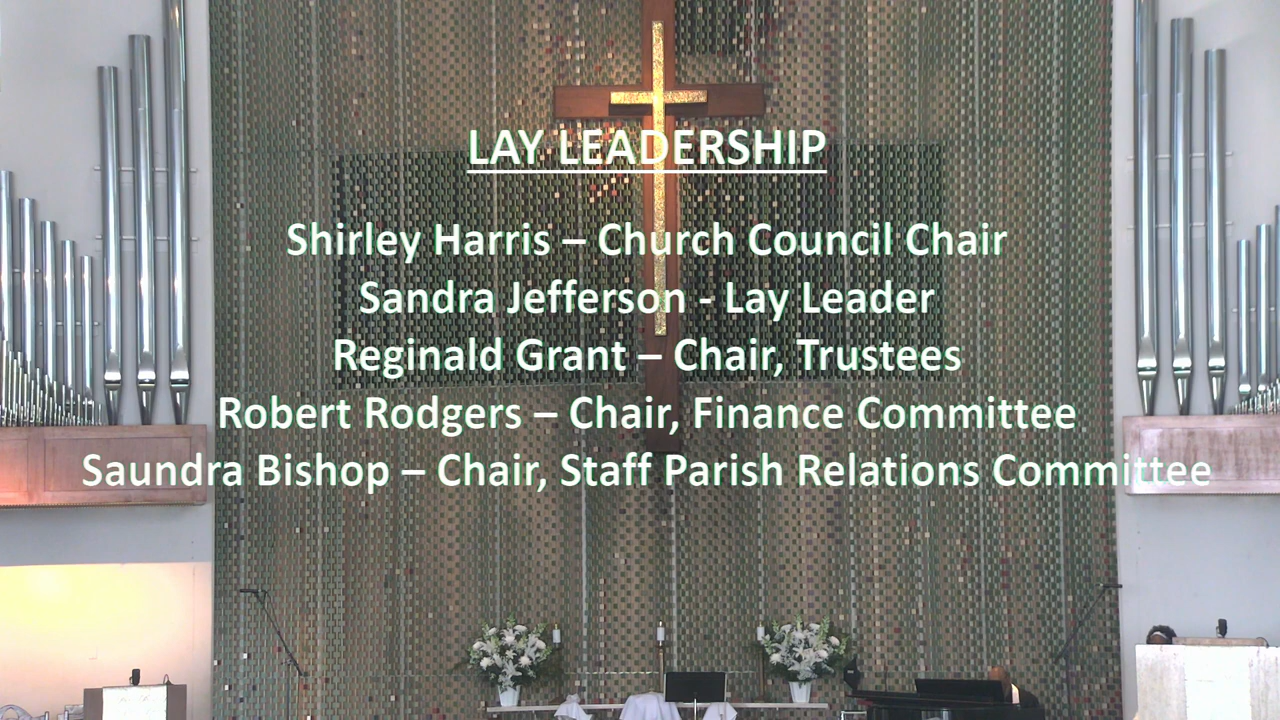 LAY LEADERSHIP
Shirley Harris – Church Council Chair
Sandra Jefferson - Lay Leader
Reginald Grant – Chair, Trustees
Robert Rodgers – Chair, Finance Committee
Saundra Bishop – Chair, Staff Parish Relations Committee